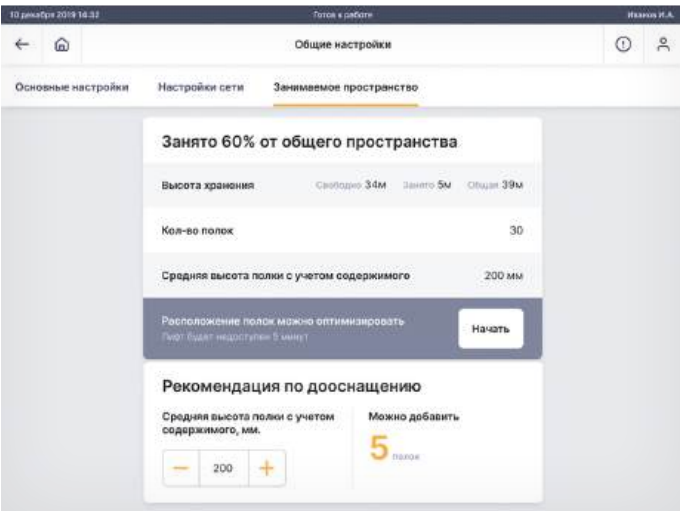 10 декабря 2019 16:32
Готов к работе
Иванов И.А.
Общие настройки
Основные настройки
Настройки сети
Занимаемое пространство
Занято 60% от общего пространства
Высота хранения
Свободно 34м
Занято 5м
Общая 39м
Кол-во полок
30
Средняя высота полки с учетом содержимого
200 мм
Расположение полок можно оптимизировать
Лифт будет недоступен 5 минут
Начать
Рекомендация по дооснащению
Средняя высота полки с учетом
содержимого, мм.
Можно добавить
5 полок
− 200 +